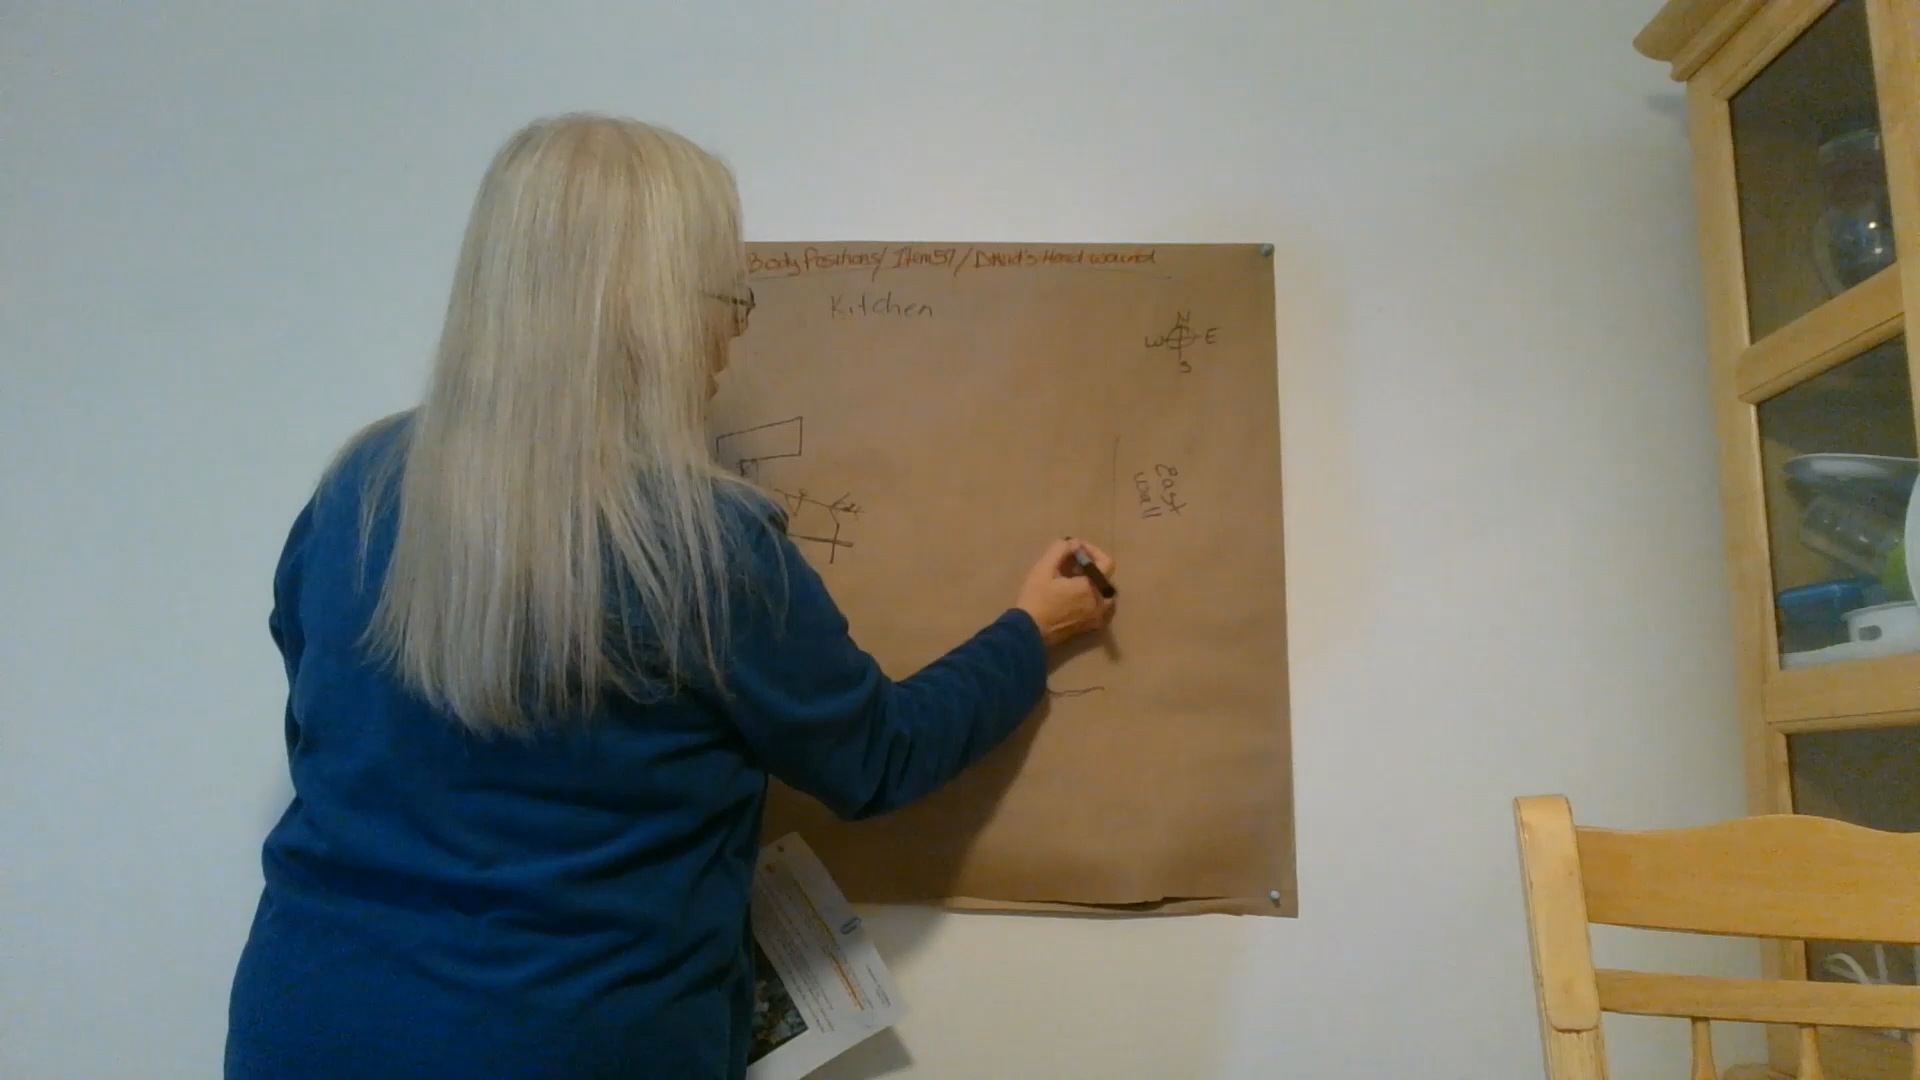 Body Positions/ Item 57/ David's Head wound
Kitchen
N
W E
S
East
wall